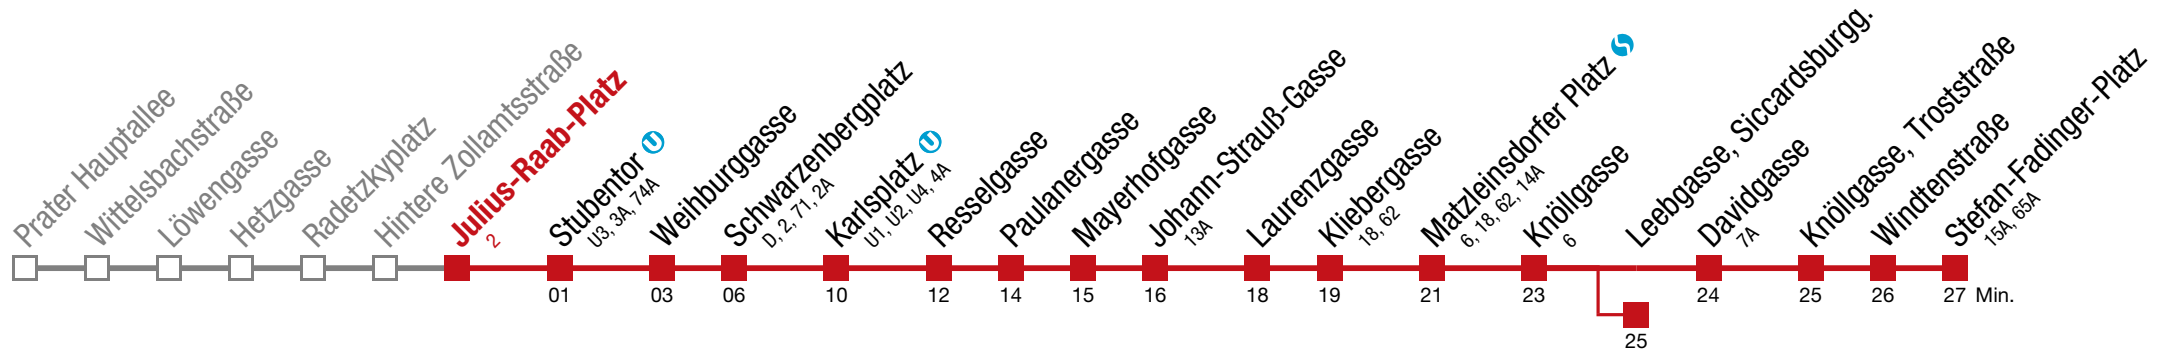 Prater Hauptallee
Wittelsbachstraße
Löwengasse
Hetzgasse
Radetzkyplatz
Hintere Zollamtsstraße
Julius-Raab-Platz
2
Stubentor
U3, 3A, 74A
Weihburggasse
Schwarzenbergplatz
D, 2, 71, 2A
Karlsplatz
U1, U2, U4, 4A
Resselgasse
Paulanergasse
Mayerhofgasse
Johann-Strauß-Gasse
13A
Laurenzgasse
Kliebergasse
18, 62
Matzleinsdorfer Platz
6, 18, 62, 14A
Knöllgasse
6
Leebgasse, Siccardsburgg.
Davidgasse
7A
Knöllgasse, Troststraße
Windtenstraße
Stefan-Fadinger-Platz
15A, 65A
01 03 06 10 12 14 15 16 18 19 21 23 24 25 26 27 Min.
25